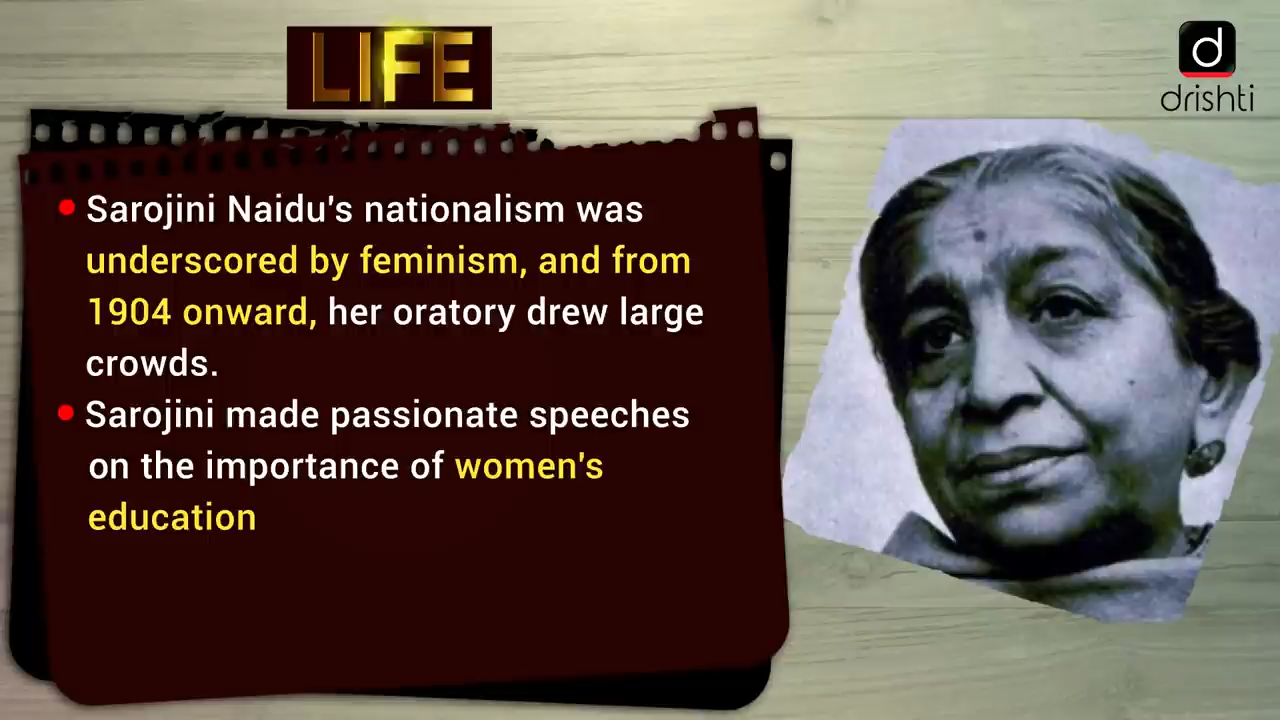 LIFE
d
drishti
• Sarojini Naidu's nationalism was
underscored by feminism, and from
1904 onward, her oratory drew large
crowds.
• Sarojini made passionate speeches
on the importance of women's
education